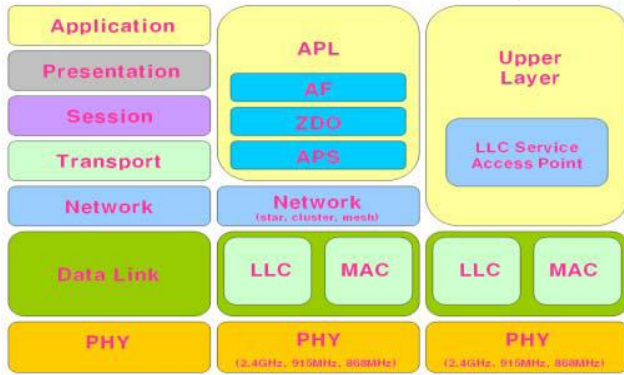 Application
Presentation
Session
Transport
Network
Data Link
PHY
APL
AF
ZDO
APS
Network
(star, cluster, mesh)
LLC
MAC
PHY
(2.4GHz, 915MHz, 868MHz)
Upper
Layer
LLC Service
Access Point
LLC
MAC
PHY
(2.4GHz, 915MHz, 868MHz)